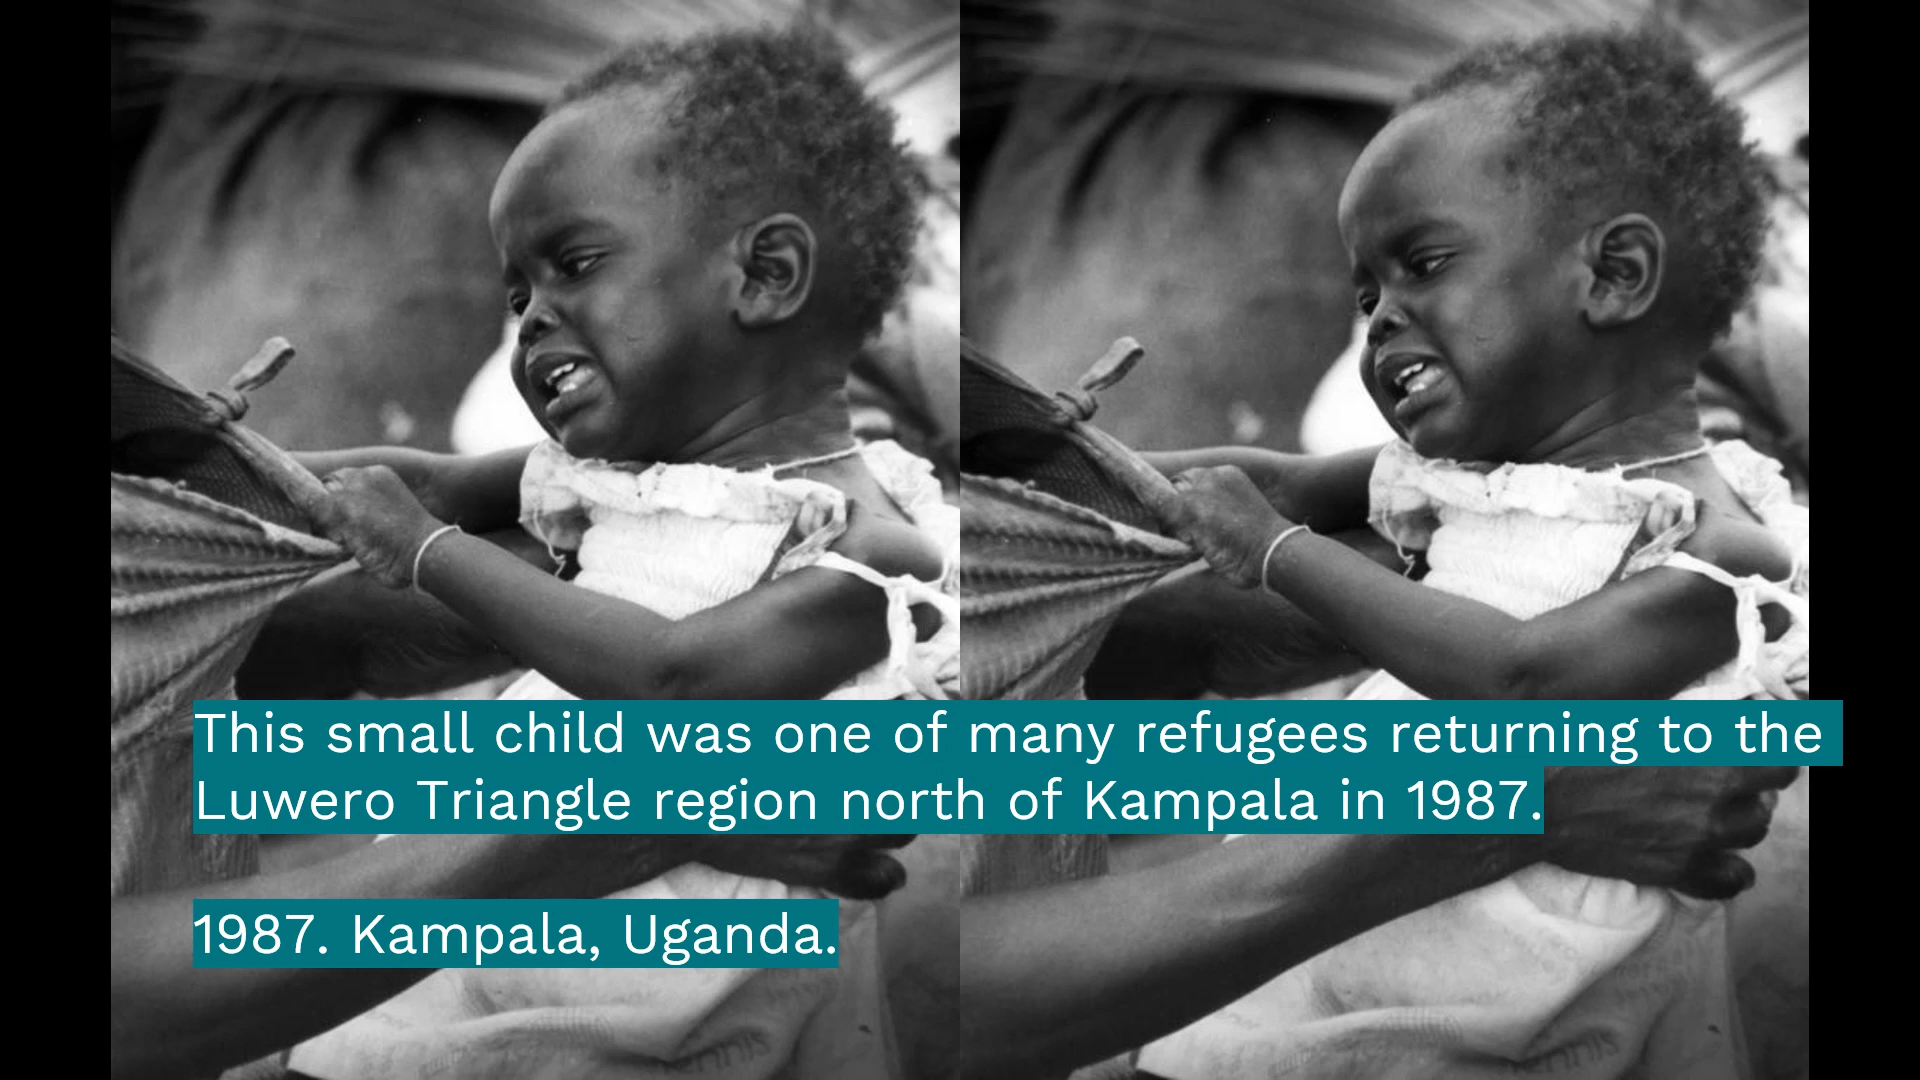 This small child was one of many refugees returning to the
Luwero Triangle region north of Kampala in 1987.
1987. Kampala, Uganda.